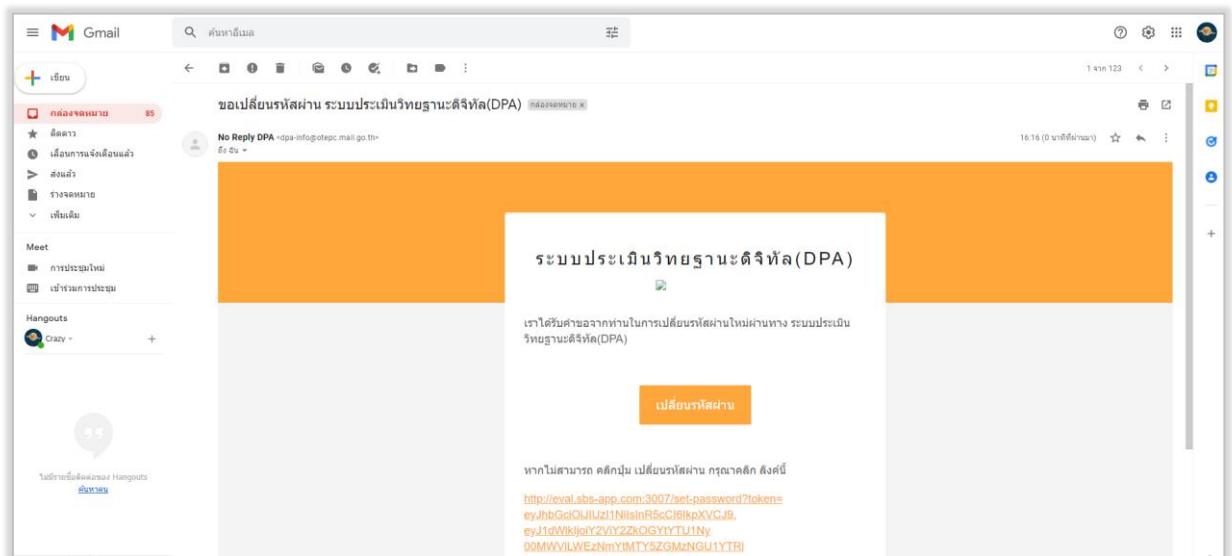 Gmail
ค้นหาอีเมล
เขียน
1 จาก 123
กล่องจดหมาย 85
ติดดาว
เลื่อนการแจ้งเตือนแล้ว
ส่งแล้ว
ร่างจดหมาย
เพิ่มเติม
Meet
การประชุมใหม่
เข้าร่วมการประชุม
Hangouts
Crazy
ไม่มีรายชื่อติดต่อของ Hangouts
ค้นหาคน
ขอเปลี่ยนรหัสผ่าน ระบบประเมินวิทยฐานะดิจิทัล(DPA) กล่องจดหมาย x
No Reply DPA <dpa-info@otepc.mail.go.th>
16:16 (0 นาทีที่ผ่านมา)
ถึง ฉัน
ระบบประเมินวิทยฐานะดิจิทัล(DPA)
เราได้รับคำขอจากท่านในการเปลี่ยนรหัสผ่านใหม่ผ่านทาง ระบบประเมิน
วิทยฐานะดิจิทัล(DPA)
เปลี่ยนรหัสผ่าน
หากไม่สามารถ คลิกปุ่ม เปลี่ยนรหัสผ่าน กรุณาคลิก ลิงค์นี้
http://eval.sbs-app.com:3007/set-password?token=